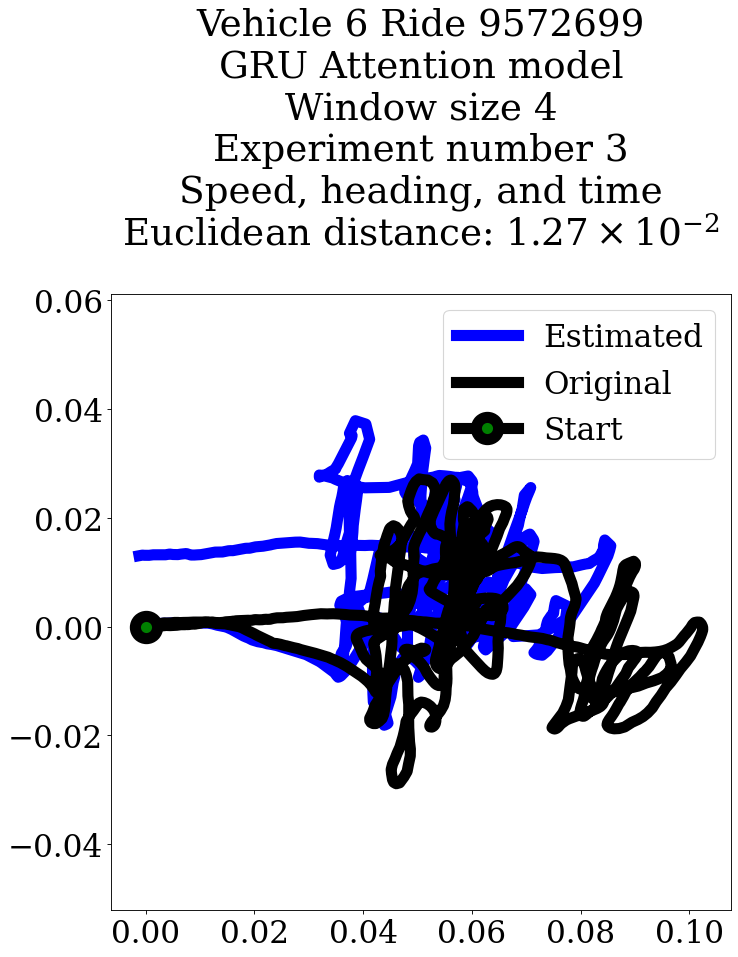 Vehicle 6 Ride 9572699
GRU Attention model
Window size 4
Experiment number 3
Speed, heading, and time
Euclidean distance: 1.27 × 10⁻²
0.06
0.04
0.02
0.00
−0.02
−0.04
Estimated
Original
Start
0.00 0.02 0.04 0.06 0.08 0.10